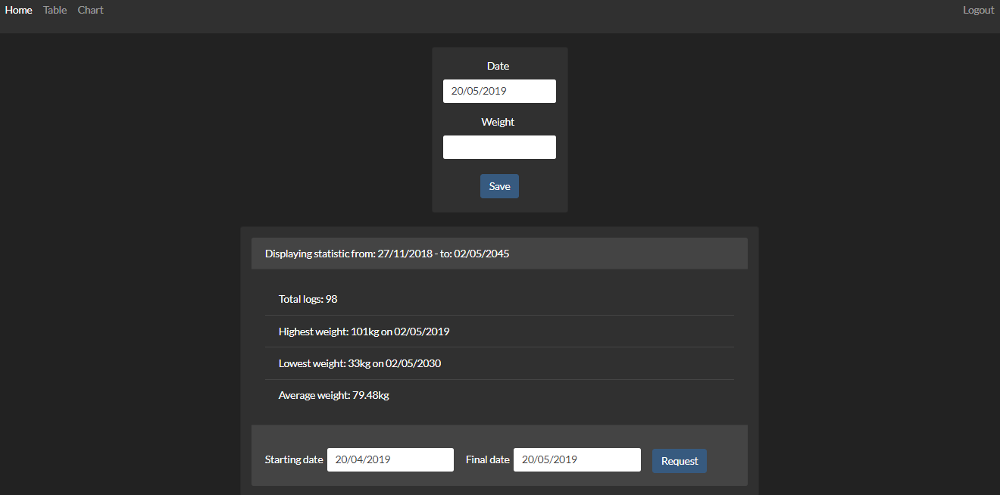 Home Table Chart Logout
Date
20/05/2019
Weight
Save
Displaying statistic from: 27/11/2018 - to: 02/05/2045
Total logs: 98
Highest weight: 101kg on 02/05/2019
Lowest weight: 33kg on 02/05/2030
Average weight: 79.48kg
Starting date 20/04/2019 Final date 20/05/2019 Request